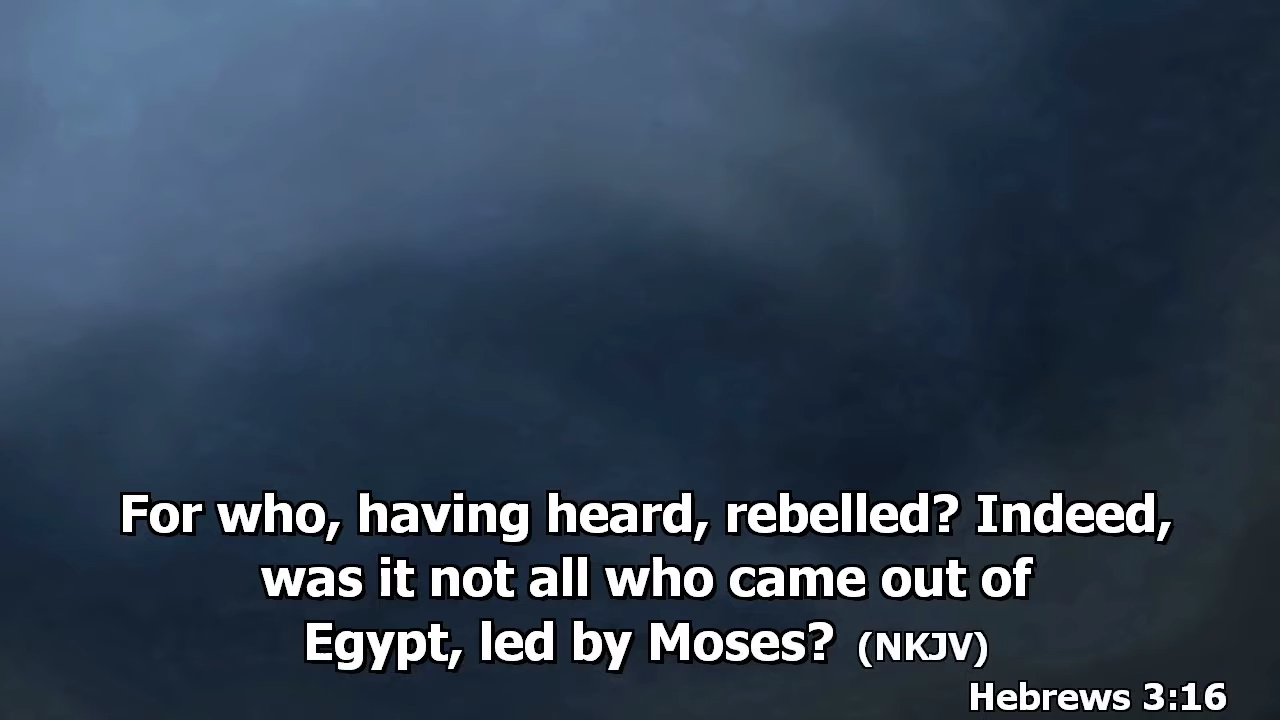 For who, having heard, rebelled? Indeed,
was it not all who came out of
Egypt, led by Moses? (NKJV)
Hebrews 3:16